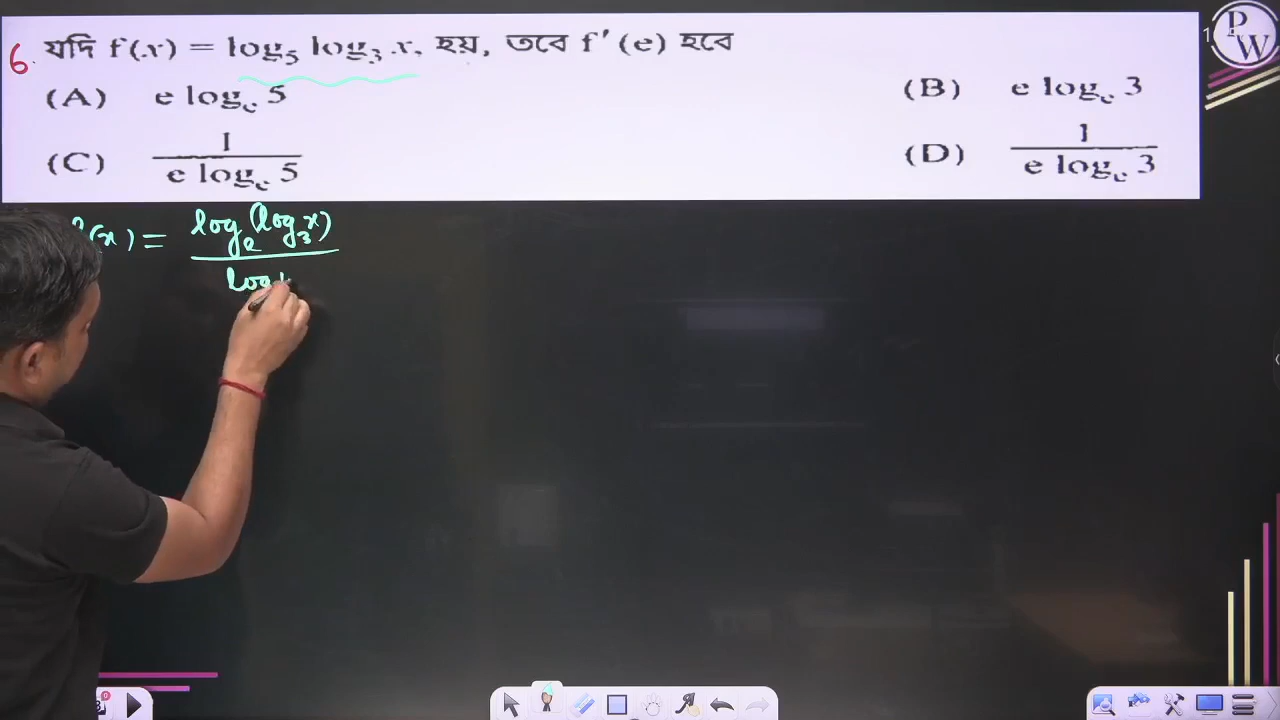 6. যদি f(x) = log₅ log₃ x, হয়, তবে f′(e) হবে
(A) e logₑ 5
(B) e logₑ 3
(C) 1 / (e logₑ 5)
(D) 1 / (e logₑ 3)
(x) = logₑ(log₃ x)
log
PW